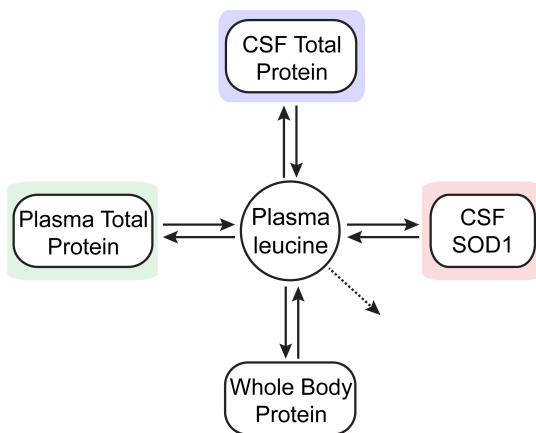 CSF Total
Protein
Plasma Total
Protein
Plasma
leucine
CSF
SOD1
Whole Body
Protein